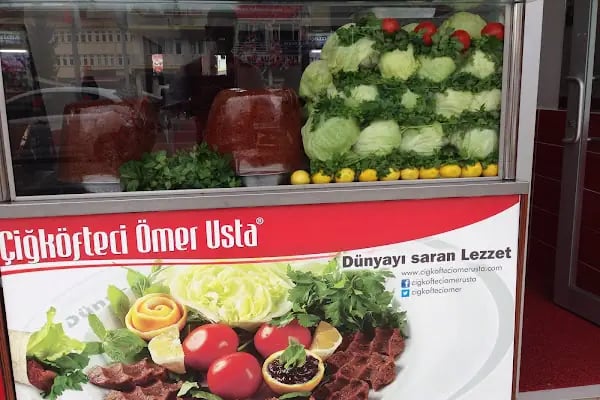 Çiğköfteci Ömer Usta®
Dünyayı saran Lezzet
www.cigkofteciomerusta.com
cigkofteciomerusta
cigkofteciomer